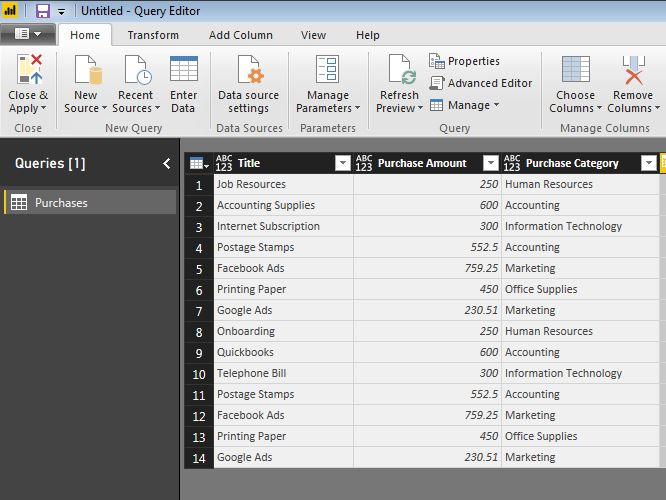 Untitled - Query Editor
Home Transform Add Column View Help
Close & Apply
New Source
Recent Sources
Enter Data
Data source settings
Manage Parameters
Refresh Preview
Properties
Advanced Editor
Manage
Choose Columns
Remove Columns
Close New Query Data Sources Parameters Query Manage Columns
Queries [1]
Purchases
ABC 123 Title ABC 123 Purchase Amount ABC 123 Purchase Category
1 Job Resources 250 Human Resources
2 Accounting Supplies 600 Accounting
3 Internet Subscription 300 Information Technology
4 Postage Stamps 552.5 Accounting
5 Facebook Ads 759.25 Marketing
6 Printing Paper 450 Office Supplies
7 Google Ads 230.51 Marketing
8 Onboarding 250 Human Resources
9 Quickbooks 600 Accounting
10 Telephone Bill 300 Information Technology
11 Postage Stamps 552.5 Accounting
12 Facebook Ads 759.25 Marketing
13 Printing Paper 450 Office Supplies
14 Google Ads 230.51 Marketing